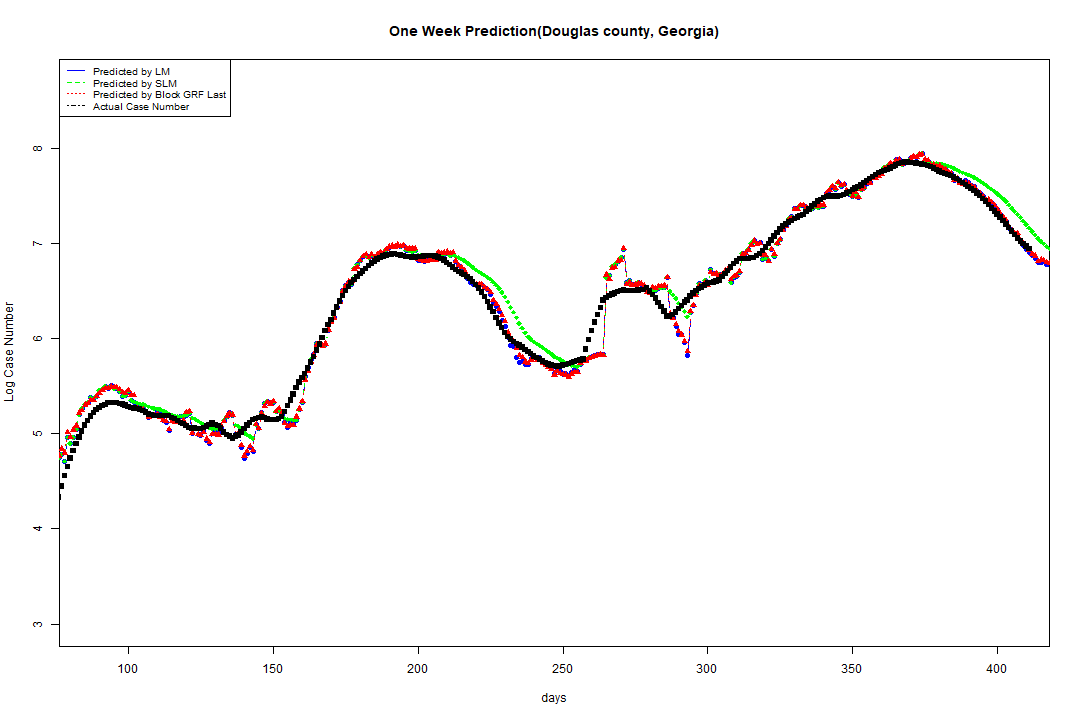 One Week Prediction(Douglas county, Georgia)
Predicted by LM
Predicted by SLM
Predicted by Block GRF Last
Actual Case Number
8
7
6
5
4
3
Log Case Number
100 150 200 250 300 350 400
days